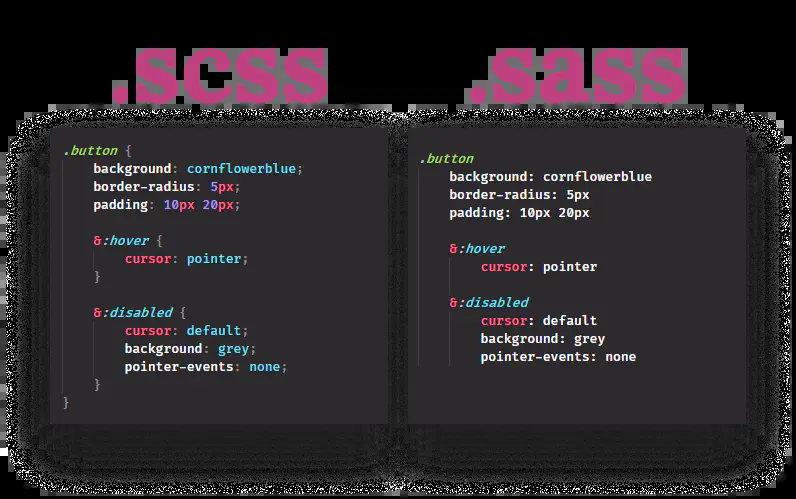 .scss
.button {
background: cornflowerblue;
border-radius: 5px;
padding: 10px 20px;
&:hover {
cursor: pointer;
}
&:disabled {
cursor: default;
background: grey;
pointer-events: none;
}
}
.sass
.button
background: cornflowerblue
border-radius: 5px
padding: 10px 20px
&:hover
cursor: pointer
&:disabled
cursor: default
background: grey
pointer-events: none